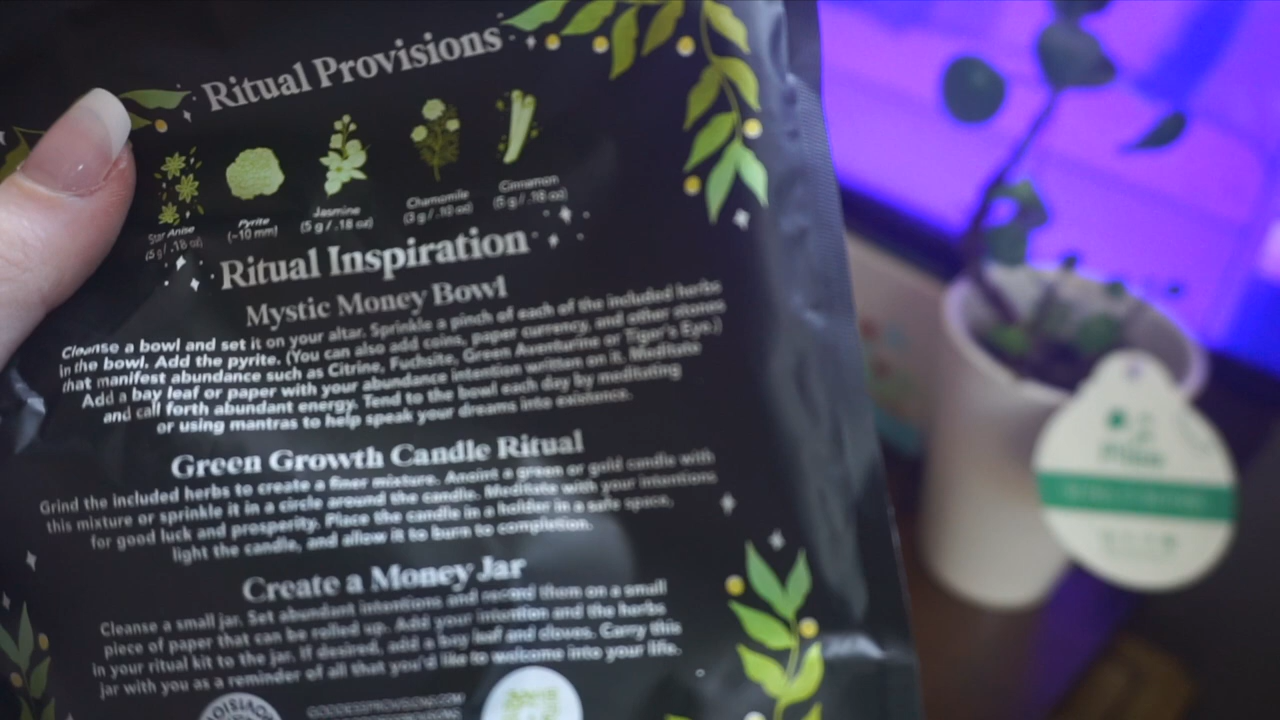 Ritual Provisions
Star Anise
(5 g / .18 oz)
Pyrite
(~10 mm)
Jasmine
(5 g / .18 oz)
Chamomile
(3 g / .10 oz)
Cinnamon
(5 g / .18 oz)
Ritual Inspiration
Mystic Money Bowl
Cleanse a bowl and set it on your altar. Sprinkle a pinch of each of the included herbs
in the bowl. Add the pyrite. (You can also add coins, paper currency, and other stones
that manifest abundance such as Citrine, Fuchsite, Green Aventurine or Tiger's Eye.)
Add a bay leaf or paper with your abundance intention written on it. Meditate
and call forth abundant energy. Tend to the bowl each day by meditating
or using mantras to help speak your dreams into existence.
Green Growth Candle Ritual
Grind the included herbs to create a finer mixture. Anoint a green or gold candle with
this mixture or sprinkle it in a circle around the candle. Meditate with your intentions
for good luck and prosperity. Place the candle in a holder in a safe space,
light the candle, and allow it to burn to completion.
Create a Money Jar
Cleanse a small jar. Set abundant intentions and record them on a small
piece of paper that can be rolled up. Add your intention and the herbs
in your ritual kit to the jar. If desired, add a bay leaf and cloves. Carry this
jar with you as a reminder of all that you'd like to welcome into your life.
GODDESSPROVISIONS.COM